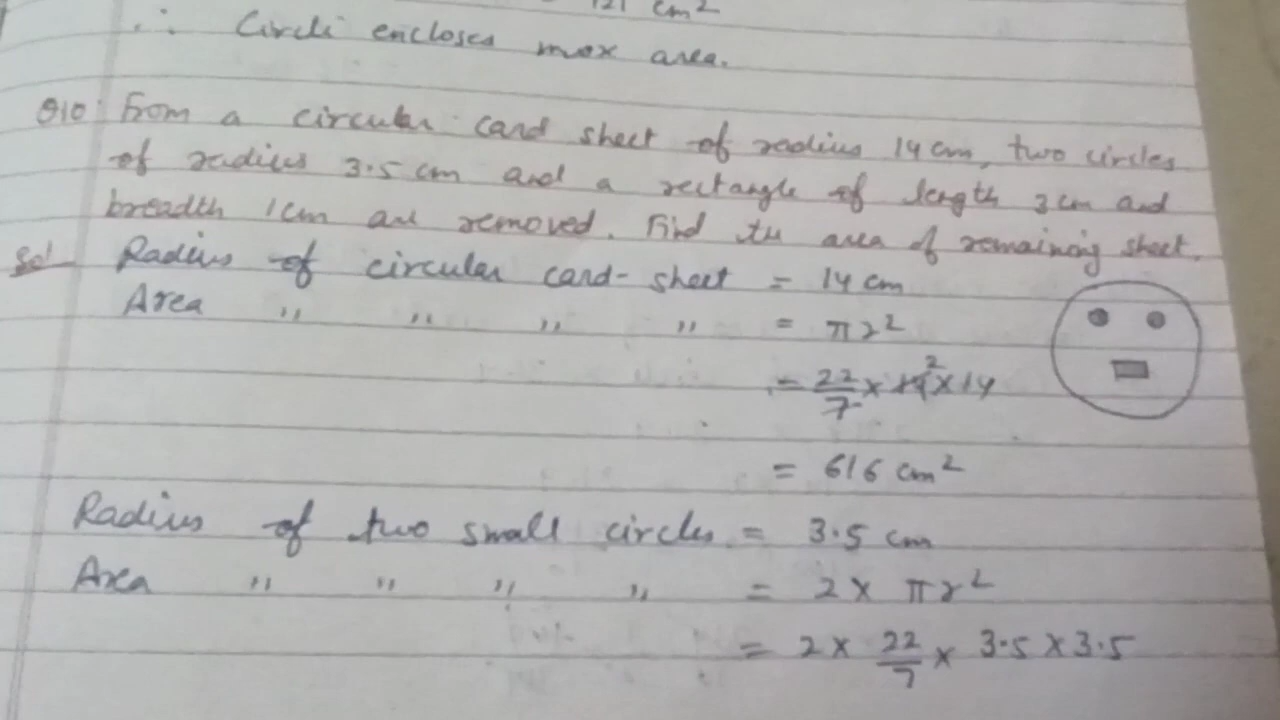 121 cm²
∴ Circle encloses max area.
Q10: From a circular card sheet of radius 14 cm, two circles
of radius 3.5 cm and a rectangle of length 3 cm and
breadth 1 cm are removed. Find the area of remaining sheet.
Sol Radius of circular card-sheet = 14 cm
Area " " " " = πr²
= 22/7 × 14² × 14
= 616 cm²
Radius of two small circles = 3.5 cm
Area " " " " = 2 × πr²
= 2 × 22/7 × 3.5 × 3.5